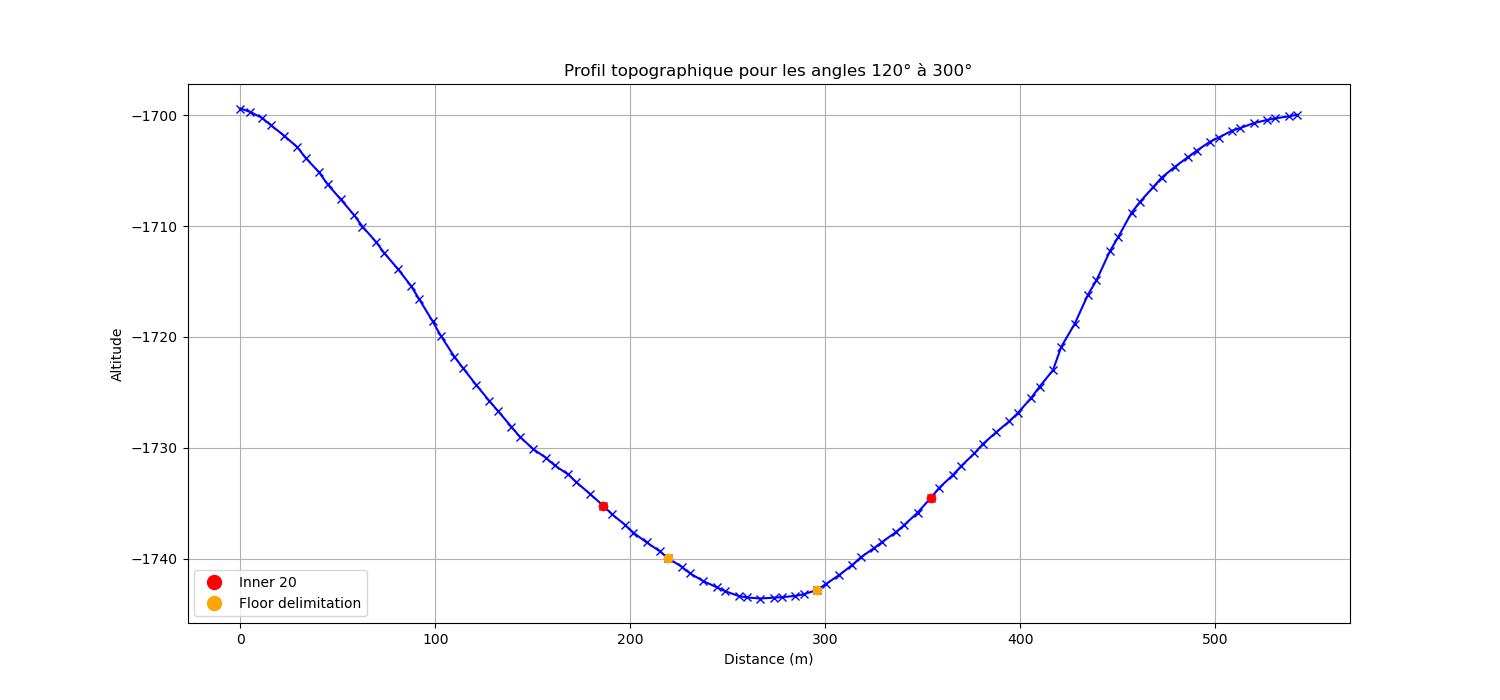 Profil topographique pour les angles 120° à 300°
Altitude
−1700
−1710
−1720
−1730
−1740
Inner 20
Floor delimitation
0 100 200 300 400 500
Distance (m)